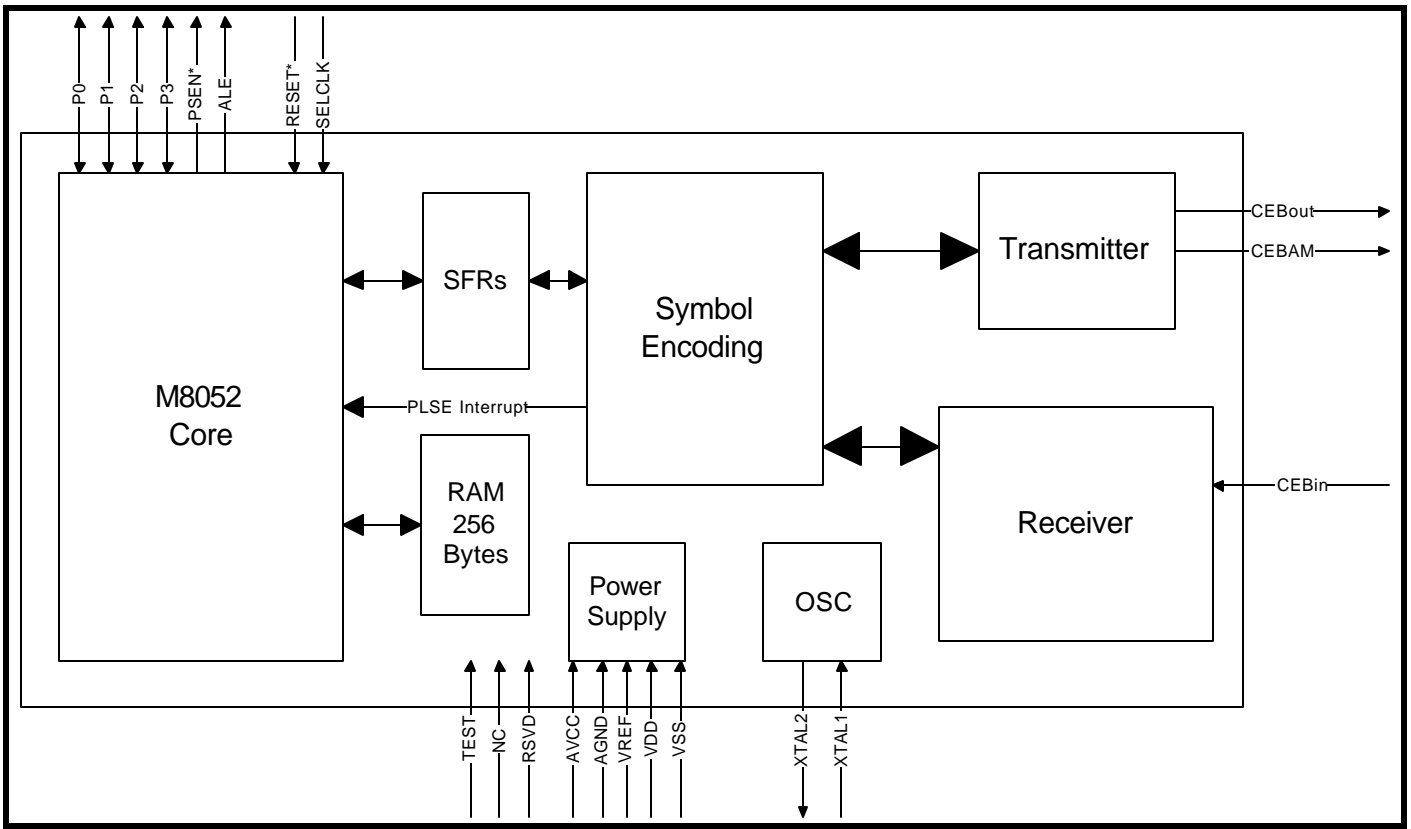 P0
P1
P2
P3
PSEN*
ALE
RESET*
SELCLK
M8052
Core
SFRs
PLSE Interrupt
RAM
256
Bytes
Symbol
Encoding
Transmitter
CEBout
CEBAM
Receiver
CEBin
Power
Supply
OSC
TEST
NC
RSVD
AVCC
AGND
VREF
VDD
VSS
XTAL2
XTAL1